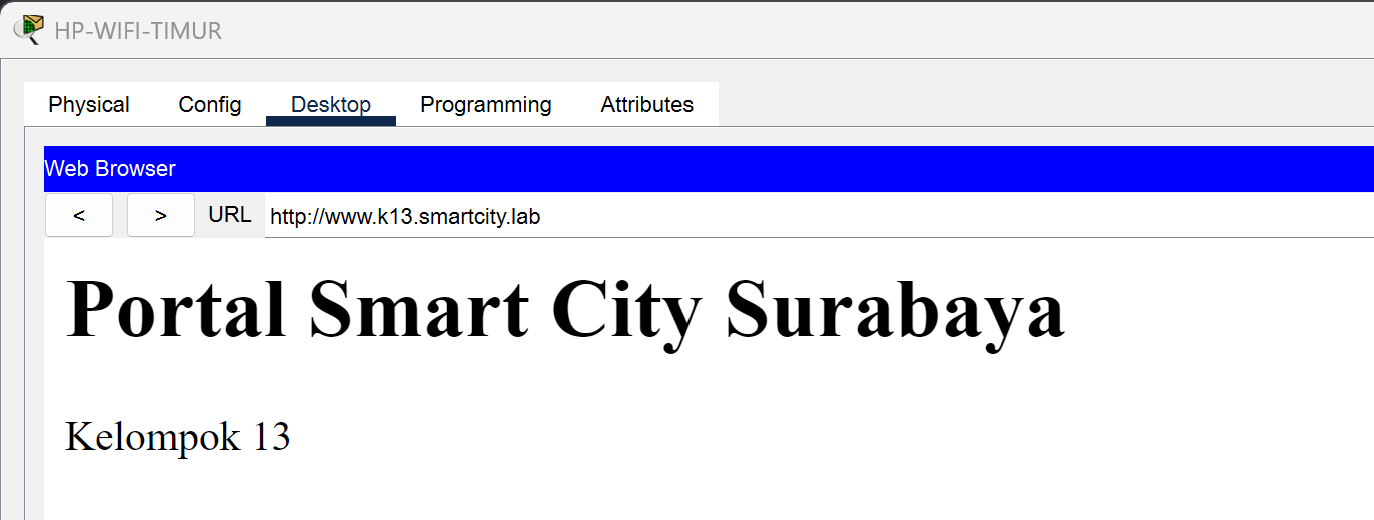 HP-WIFI-TIMUR
Physical Config Desktop Programming Attributes
Web Browser
< > URL http://www.k13.smartcity.lab
Portal Smart City Surabaya
Kelompok 13